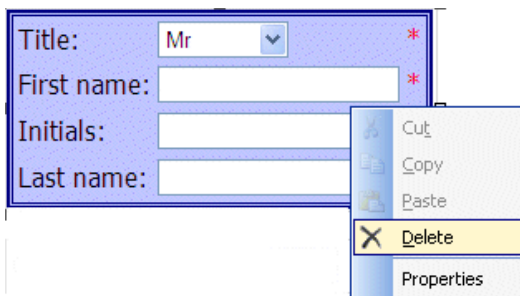 Title: Mr *
First name: *
Initials:
Last name:
Cut
Copy
Paste
Delete
Properties